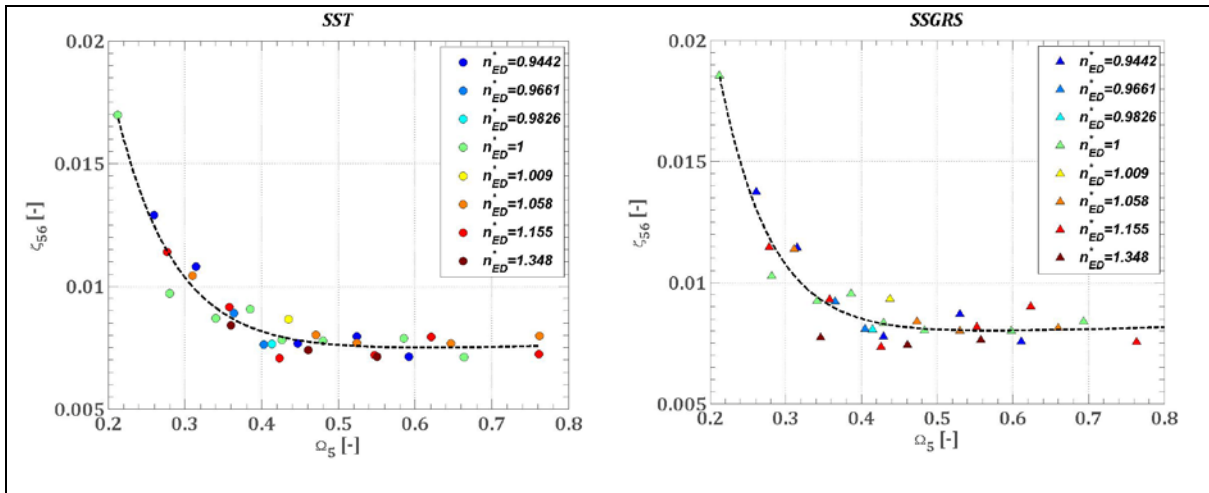 SST
ζ56 [-]
0.02
0.015
0.01
0.005
0.2 0.3 0.4 0.5 0.6 0.7 0.8
Ω5 [-]
n*ED=0.9442
n*ED=0.9661
n*ED=0.9826
n*ED=1
n*ED=1.009
n*ED=1.058
n*ED=1.155
n*ED=1.348
SSGRS
ζ56 [-]
0.02
0.015
0.01
0.005
0.2 0.3 0.4 0.5 0.6 0.7 0.8
Ω5 [-]
n*ED=0.9442
n*ED=0.9661
n*ED=0.9826
n*ED=1
n*ED=1.009
n*ED=1.058
n*ED=1.155
n*ED=1.348